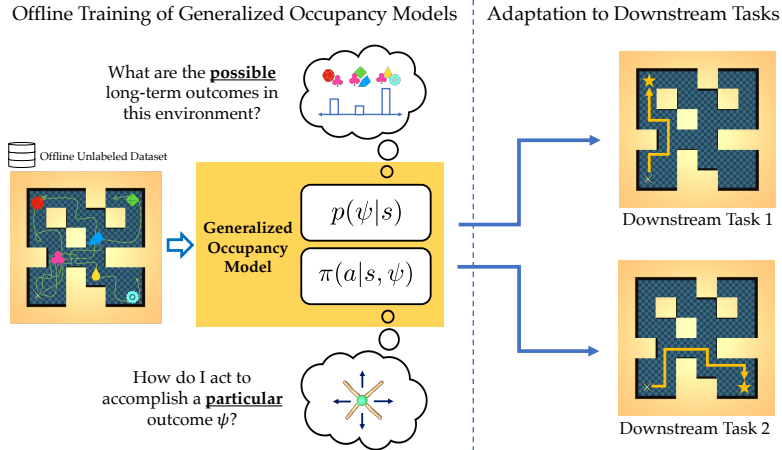 Offline Training of Generalized Occupancy Models
Adaptation to Downstream Tasks
What are the possible
long-term outcomes in
this environment?
Offline Unlabeled Dataset
Generalized
Occupancy
Model
p(ψ|s)
π(a|s, ψ)
How do I act to
accomplish a particular
outcome ψ?
Downstream Task 1
Downstream Task 2